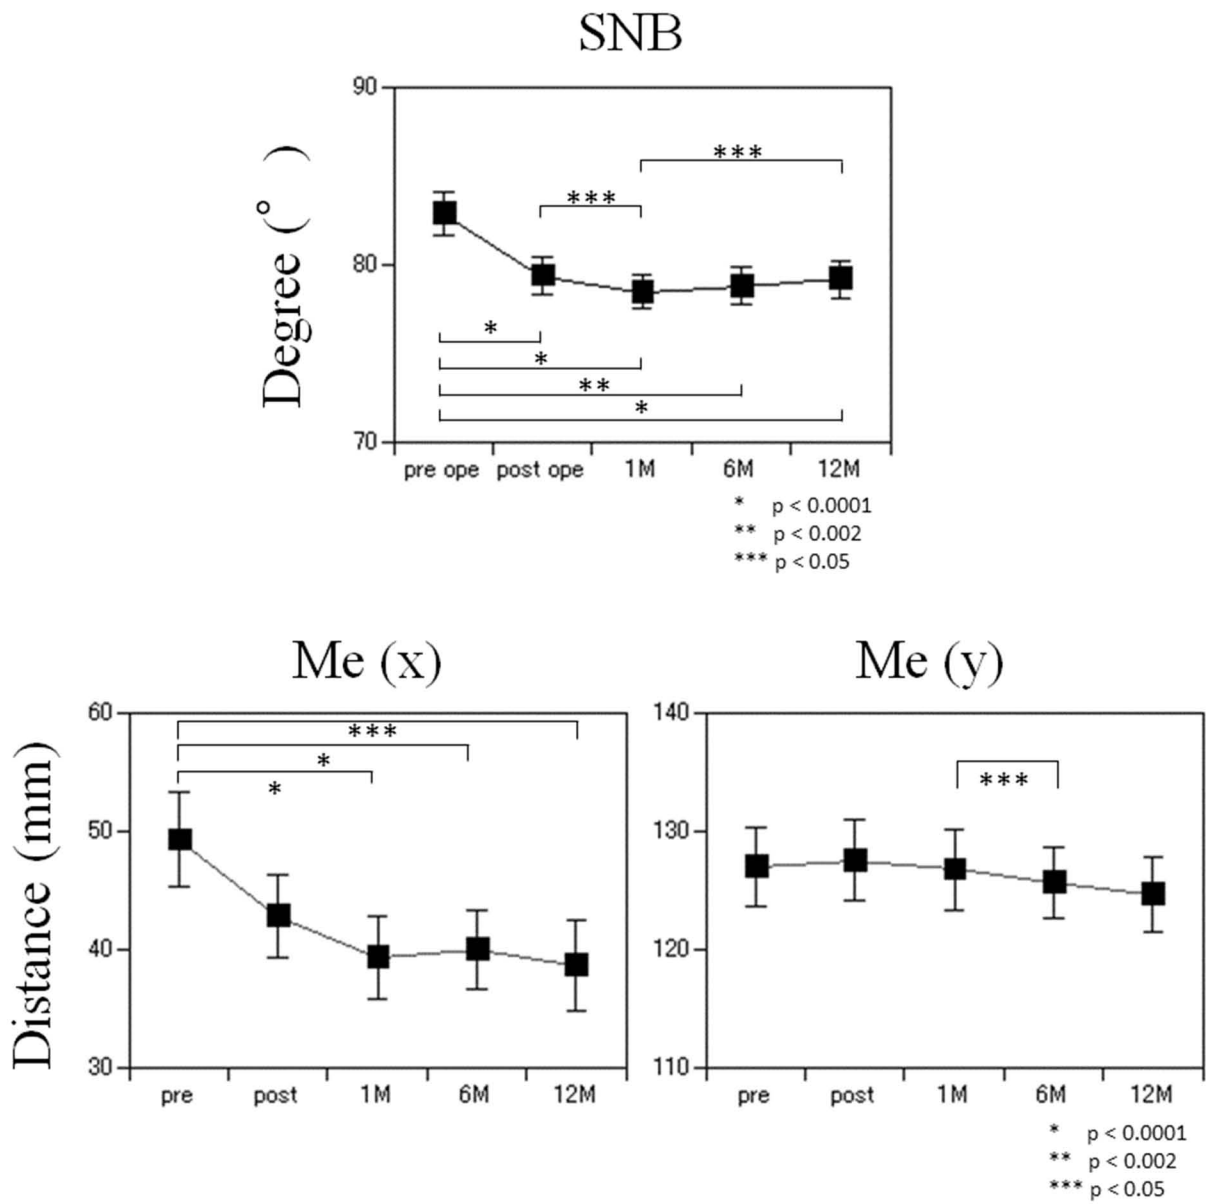 SNB
Degree (°)
90
80
70
***
***
*
*
**
*
pre ope post ope 1M 6M 12M
* p < 0.0001
** p < 0.002
*** p < 0.05
Me (x)
Distance (mm)
60
50
40
30
***
*
*
pre post 1M 6M 12M
Me (y)
140
130
120
110
***
pre post 1M 6M 12M
* p < 0.0001
** p < 0.002
*** p < 0.05